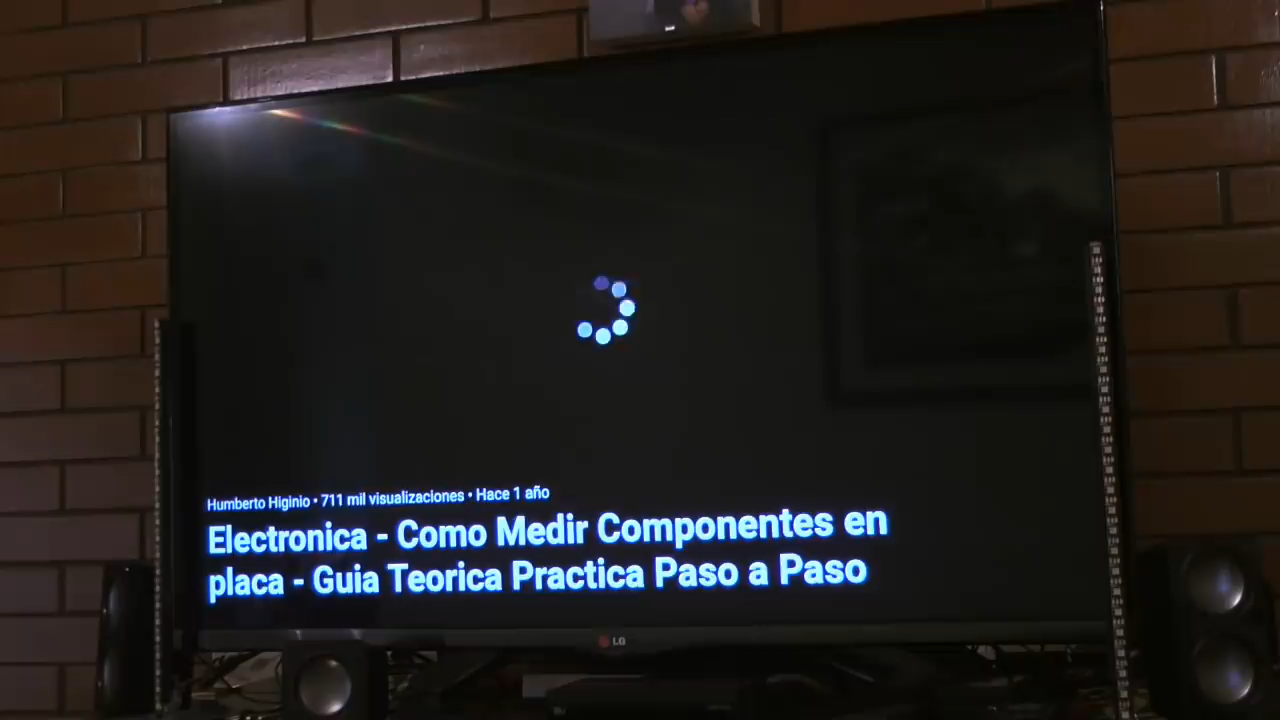 Humberto Higinio • 711 mil visualizaciones • Hace 1 año
Electronica - Como Medir Componentes en
placa - Guia Teorica Practica Paso a Paso
LG